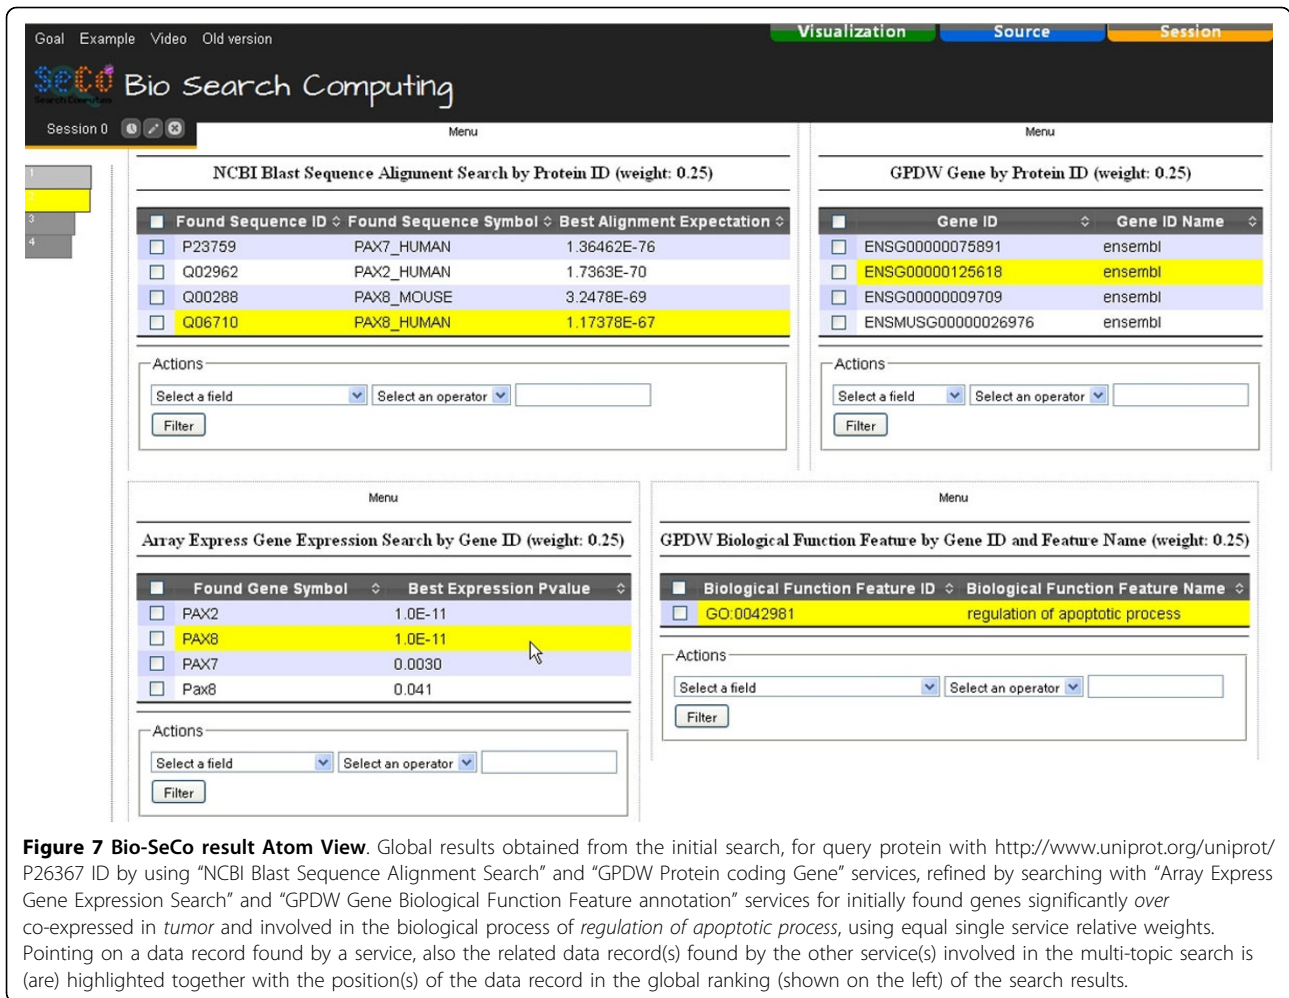 Goal Example Video Old version
Visualization Source Session
SeCo Bio Search Computing
Search Computing
Session 0
Menu
Menu
1
2
3
4
NCBI Blast Sequence Alignment Search by Protein ID (weight: 0.25)
Found Sequence ID Found Sequence Symbol Best Alignment Expectation
P23759 PAX7_HUMAN 1.36462E-76
Q02962 PAX2_HUMAN 1.7363E-70
Q00288 PAX8_MOUSE 3.2478E-69
Q06710 PAX8_HUMAN 1.17378E-67
Actions
Select a field Select an operator
Filter
GPDW Gene by Protein ID (weight: 0.25)
Gene ID Gene ID Name
ENSG00000075891 ensembl
ENSG00000125618 ensembl
ENSG00000009709 ensembl
ENSMUSG00000026976 ensembl
Actions
Select a field Select an operator
Filter
Menu
Array Express Gene Expression Search by Gene ID (weight: 0.25)
Found Gene Symbol Best Expression Pvalue
PAX2 1.0E-11
PAX8 1.0E-11
PAX7 0.0030
Pax8 0.041
Actions
Select a field Select an operator
Filter
Menu
GPDW Biological Function Feature by Gene ID and Feature Name (weight: 0.25)
Biological Function Feature ID Biological Function Feature Name
GO:0042981 regulation of apoptotic process
Actions
Select a field Select an operator
Filter
Figure 7 Bio-SeCo result Atom View. Global results obtained from the initial search, for query protein with http://www.uniprot.org/uniprot/
P26367 ID by using "NCBI Blast Sequence Alignment Search" and "GPDW Protein coding Gene" services, refined by searching with "Array Express
Gene Expression Search" and "GPDW Gene Biological Function Feature annotation" services for initially found genes significantly over
co-expressed in tumor and involved in the biological process of regulation of apoptotic process, using equal single service relative weights.
Pointing on a data record found by a service, also the related data record(s) found by the other service(s) involved in the multi-topic search is
(are) highlighted together with the position(s) of the data record in the global ranking (shown on the left) of the search results.